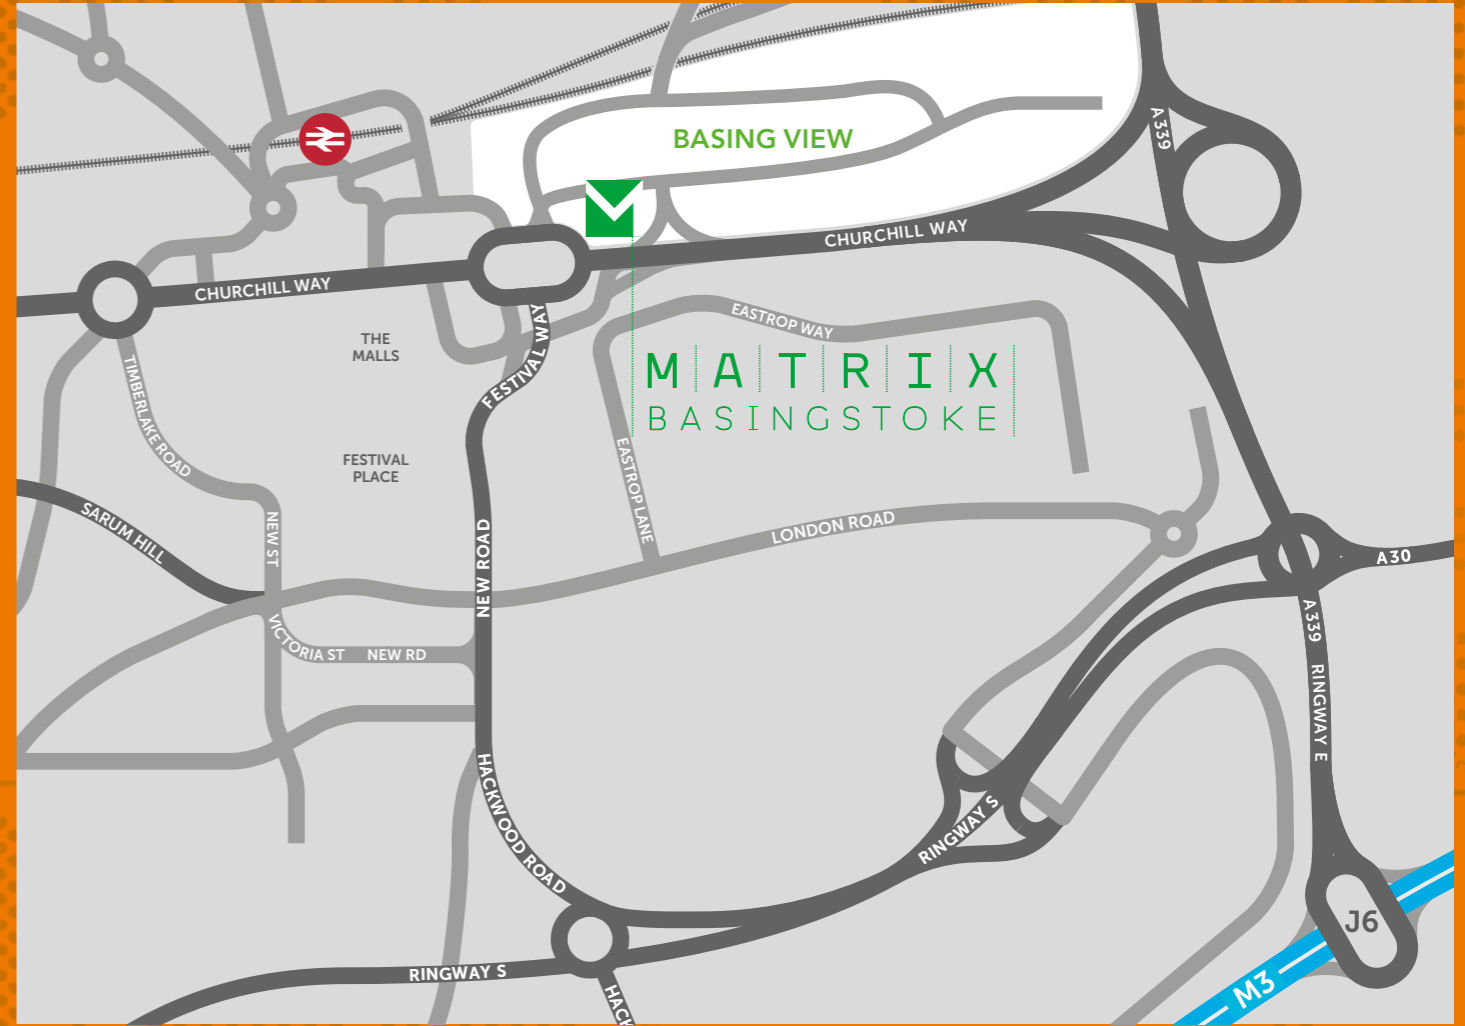 A339
BASING VIEW
CHURCHILL WAY
CHURCHILL WAY
EASTROP WAY
FESTIVAL WAY
THE
MALLS
MATRIX
BASINGSTOKE
TIMBERLAKE ROAD
FESTIVAL
PLACE
EASTROP LANE
SARUM HILL
NEW ST
NEW ROAD
LONDON ROAD
A30
A339
VICTORIA ST
NEW RD
RINGWAY E
HACKWOOD ROAD
RINGWAY S
J6
RINGWAY S
M3
HACK